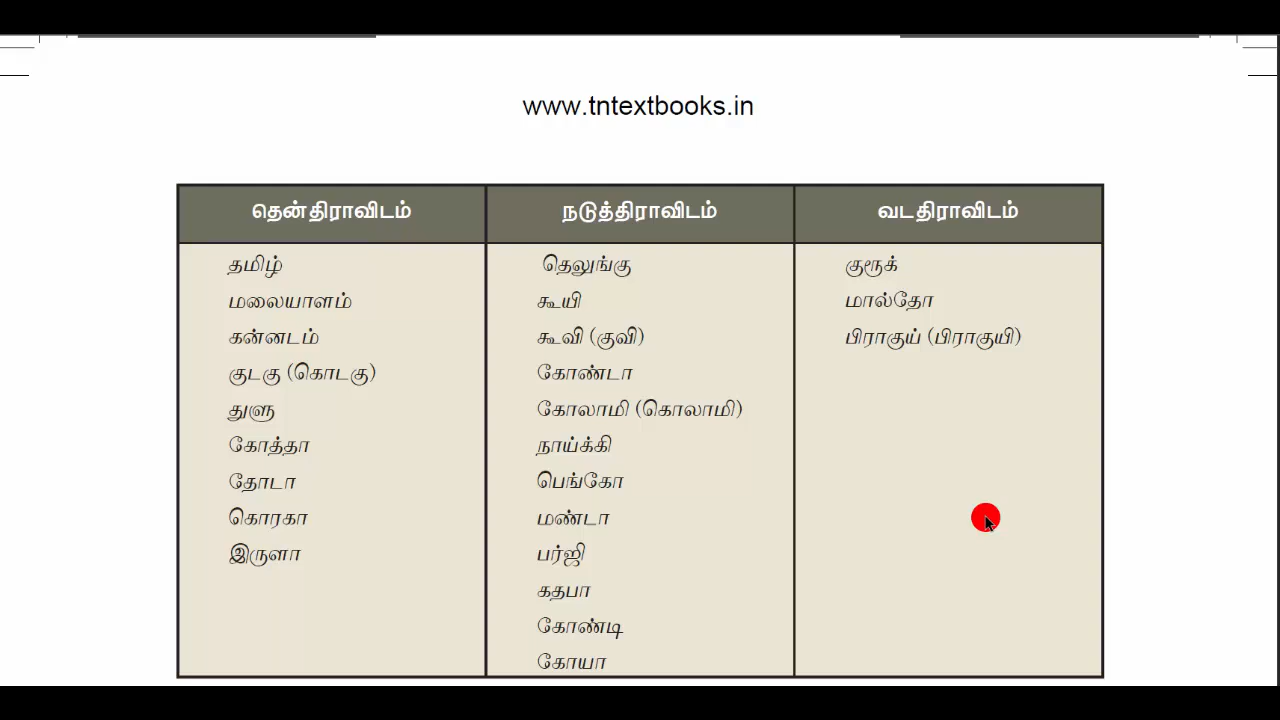 www.tntextbooks.in
தென்திராவிடம் நடுத்திராவிடம் வடதிராவிடம்
தமிழ் தெலுங்கு குரூக்
மலையாளம் கூயி மால்தோ
கன்னடம் கூவி (குவி) பிராகுய் (பிராகுயி)
குடகு (கொடகு) கோண்டா
துளு கோலாமி (கொலாமி)
கோத்தா நாய்க்கி
தோடா பெங்கோ
கொரகா மண்டா
இருளா பர்ஜி
கதபா
கோண்டி
கோயா